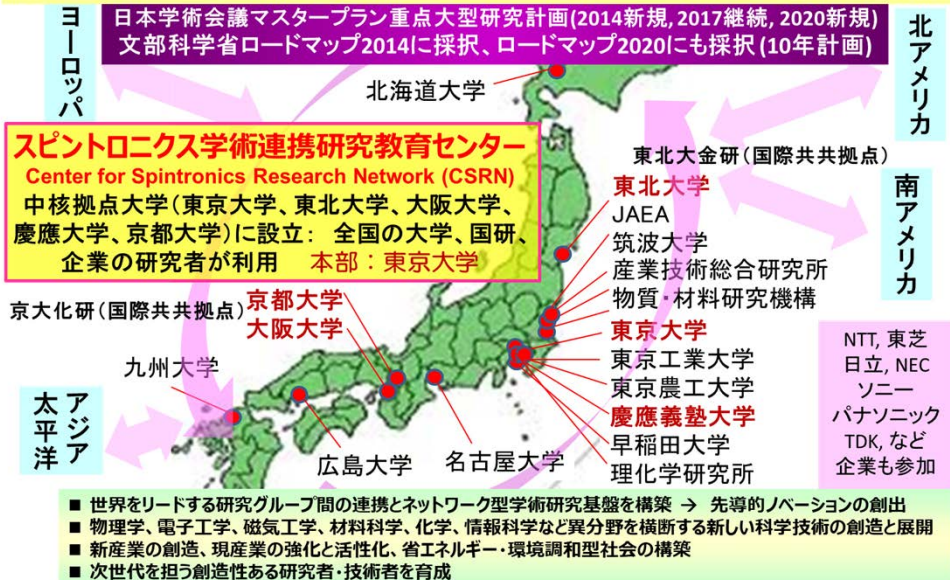 日本学術会議マスタープラン重点大型研究計画(2014新規, 2017継続, 2020新規)
文部科学省ロードマップ2014に採択、ロードマップ2020にも採択 (10年計画)
ヨーロッパ
北アメリカ
北海道大学
スピントロニクス学術連携研究教育センター
Center for Spintronics Research Network (CSRN)
中核拠点大学(東京大学、東北大学、大阪大学、
慶應大学、京都大学)に設立: 全国の大学、国研、
企業の研究者が利用 本部:東京大学
東北大金研(国際共共拠点)
東北大学
JAEA
筑波大学
産業技術総合研究所
物質・材料研究機構
東京大学
東京工業大学
東京農工大学
慶應義塾大学
早稲田大学
理化学研究所
南アメリカ
京大化研(国際共共拠点)
京都大学
大阪大学
九州大学
広島大学
名古屋大学
アジア
太平洋
NTT, 東芝
日立, NEC
ソニー
パナソニック
TDK, など
企業も参加
■ 世界をリードする研究グループ間の連携とネットワーク型学術研究基盤を構築 → 先導的ノベーションの創出
■ 物理学、電子工学、磁気工学、材料科学、化学、情報科学など異分野を横断する新しい科学技術の創造と展開
■ 新産業の創造、現産業の強化と活性化、省エネルギー・環境調和型社会の構築
■ 次世代を担う創造性ある研究者・技術者を育成